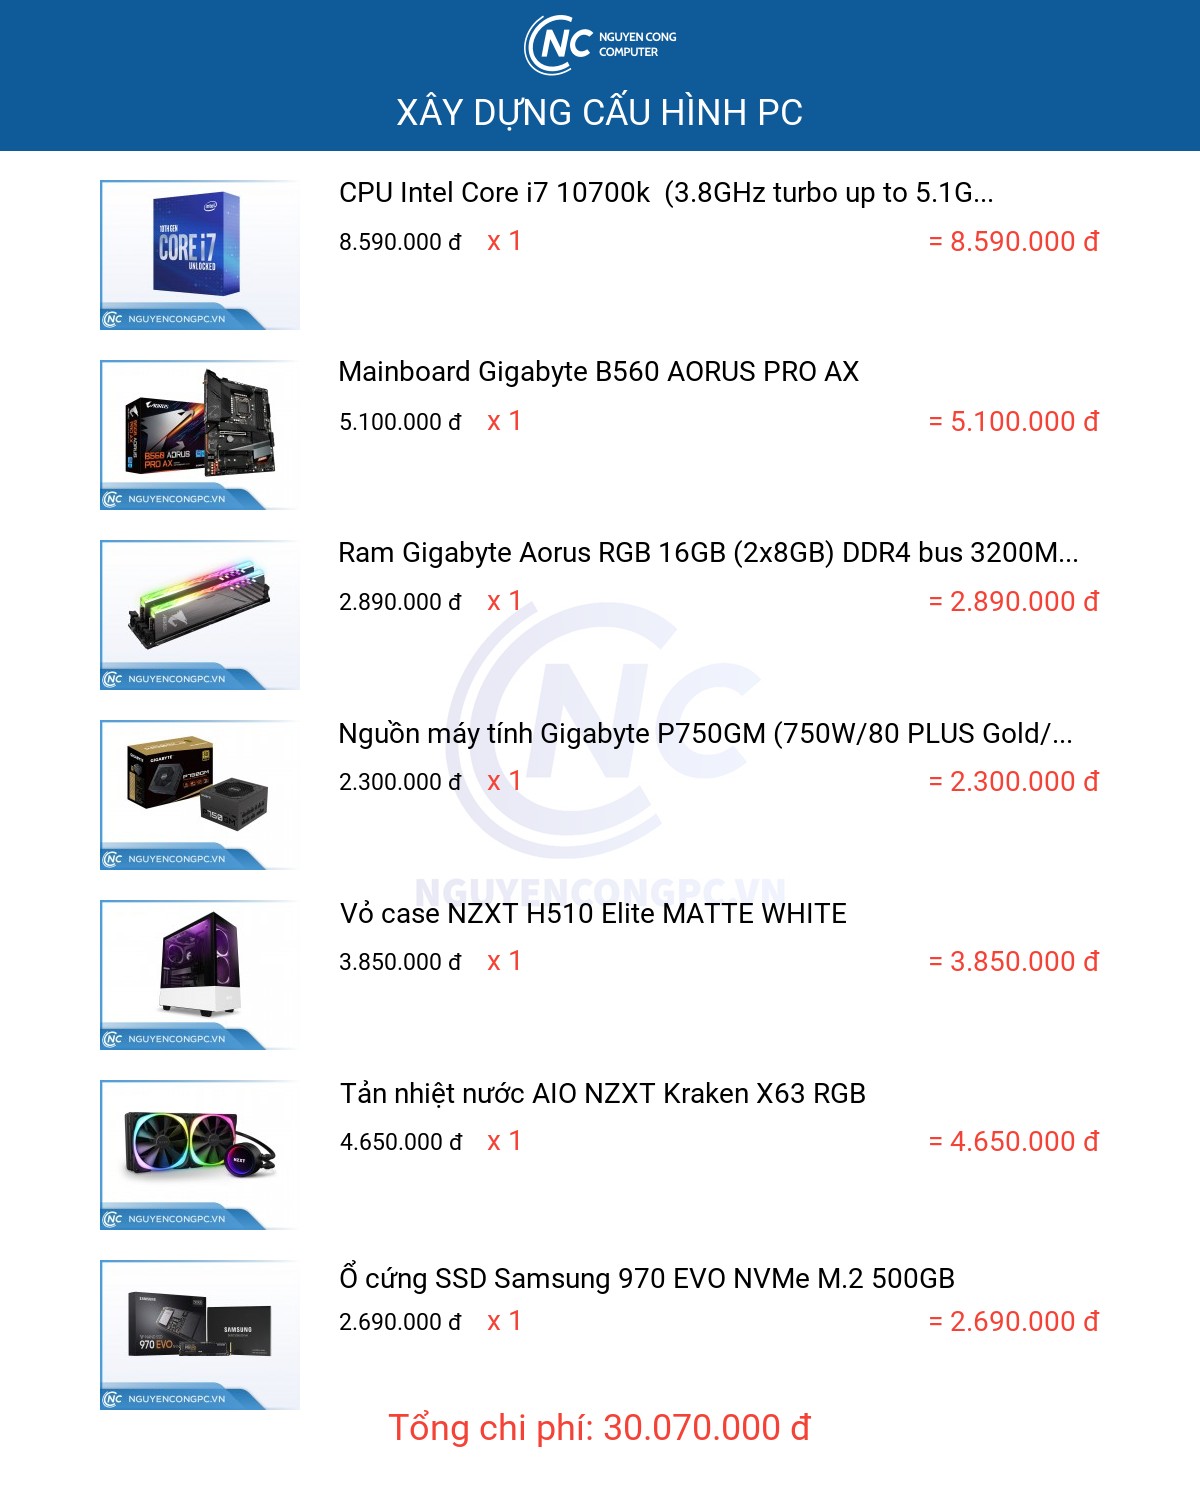 NC NGUYEN CONG
COMPUTER
XÂY DỰNG CẤU HÌNH PC
CPU Intel Core i7 10700k (3.8GHz turbo up to 5.1G...
8.590.000 đ x 1 = 8.590.000 đ
intel
10TH GEN
CORE i7
UNLOCKED
NC NGUYENCONGPC.VN
Mainboard Gigabyte B560 AORUS PRO AX
5.100.000 đ x 1 = 5.100.000 đ
AORUS
B560 AORUS
PRO AX
NC NGUYENCONGPC.VN
Ram Gigabyte Aorus RGB 16GB (2x8GB) DDR4 bus 3200M...
2.890.000 đ x 1 = 2.890.000 đ
NC NGUYENCONGPC.VN
Nguồn máy tính Gigabyte P750GM (750W/80 PLUS Gold/...
2.300.000 đ x 1 = 2.300.000 đ
GIGABYTE
P750GM
750GM
NC NGUYENCONGPC.VN
NC
NGUYENCONGPC.VN
Vỏ case NZXT H510 Elite MATTE WHITE
3.850.000 đ x 1 = 3.850.000 đ
NC NGUYENCONGPC.VN
Tản nhiệt nước AIO NZXT Kraken X63 RGB
4.650.000 đ x 1 = 4.650.000 đ
NZXT
NC NGUYENCONGPC.VN
Ổ cứng SSD Samsung 970 EVO NVMe M.2 500GB
2.690.000 đ x 1 = 2.690.000 đ
SAMSUNG
SAMSUNG
970 EVO
NC NGUYENCONGPC.VN
Tổng chi phí: 30.070.000 đ